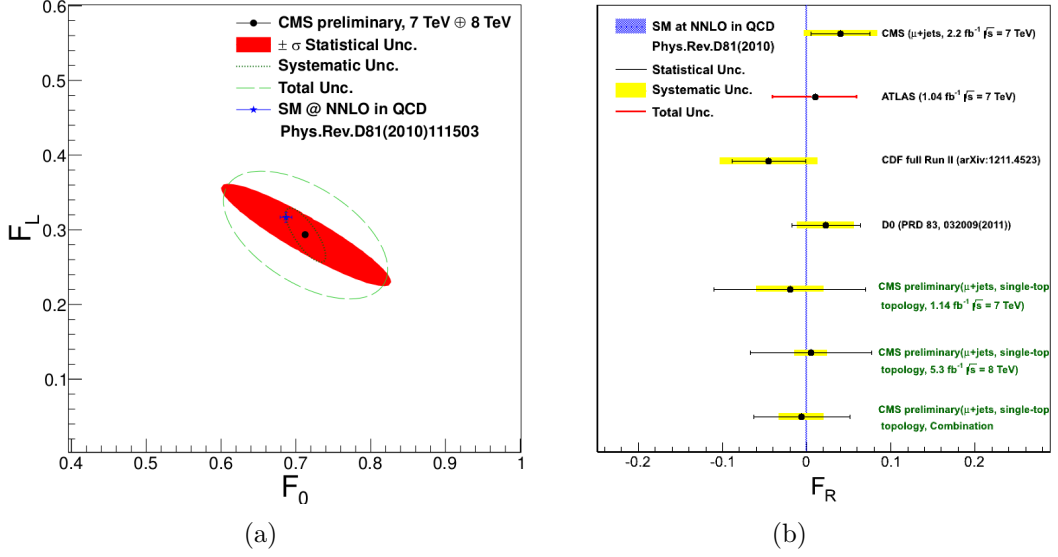 F_L
0.6
0.5
0.4
0.3
0.2
0.1
0.4 0.5 0.6 0.7 0.8 0.9 1
F_0
CMS preliminary, 7 TeV ⊕ 8 TeV
± σ Statistical Unc.
Systematic Unc.
Total Unc.
SM @ NNLO in QCD
Phys.Rev.D81(2010)111503
(a)
SM at NNLO in QCD
Phys.Rev.D81(2010)
Statistical Unc.
Systematic Unc.
Total Unc.
CMS (μ+jets, 2.2 fb⁻¹ √s = 7 TeV)
ATLAS (1.04 fb⁻¹ √s = 7 TeV)
CDF full Run II (arXiv:1211.4523)
D0 (PRD 83, 032009(2011))
CMS preliminary(μ+jets, single-top
topology, 1.14 fb⁻¹ √s = 7 TeV)
CMS preliminary(μ+jets, single-top
topology, 5.3 fb⁻¹ √s = 8 TeV)
CMS preliminary(μ+jets, single-top
topology, Combination
-0.2 -0.1 0 0.1 0.2
F_R
(b)